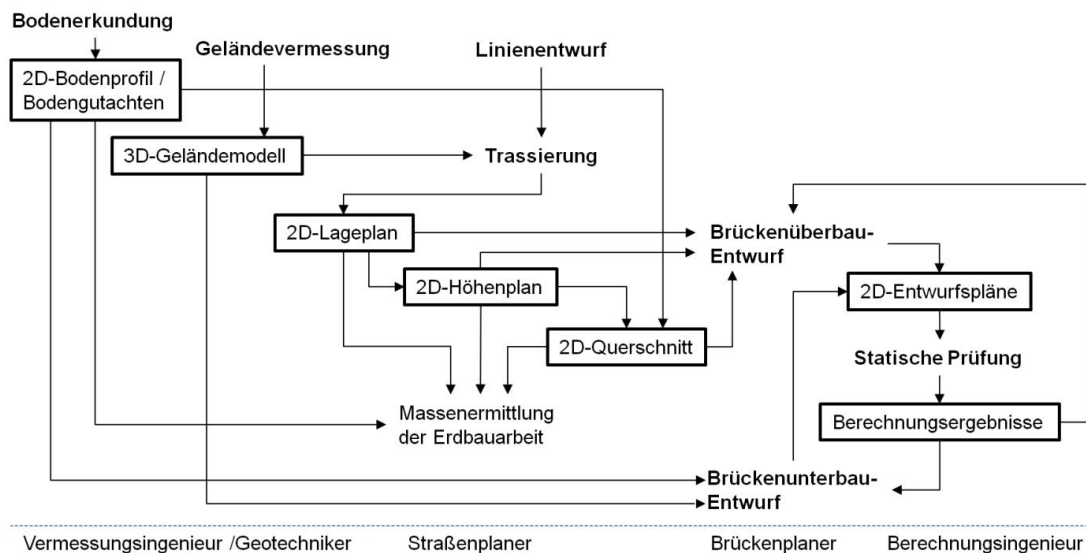 Bodenerkundung
Geländevermessung
Linienentwurf
2D-Bodenprofil /
Bodengutachten
3D-Geländemodell
Trassierung
2D-Lageplan
Brückenüberbau-
Entwurf
2D-Höhenplan
2D-Entwurfspläne
2D-Querschnitt
Statische Prüfung
Massenermittlung
der Erdbauarbeit
Berechnungsergebnisse
Brückenunterbau-
Entwurf
Vermessungsingenieur /Geotechniker
Straßenplaner
Brückenplaner
Berechnungsingenieur